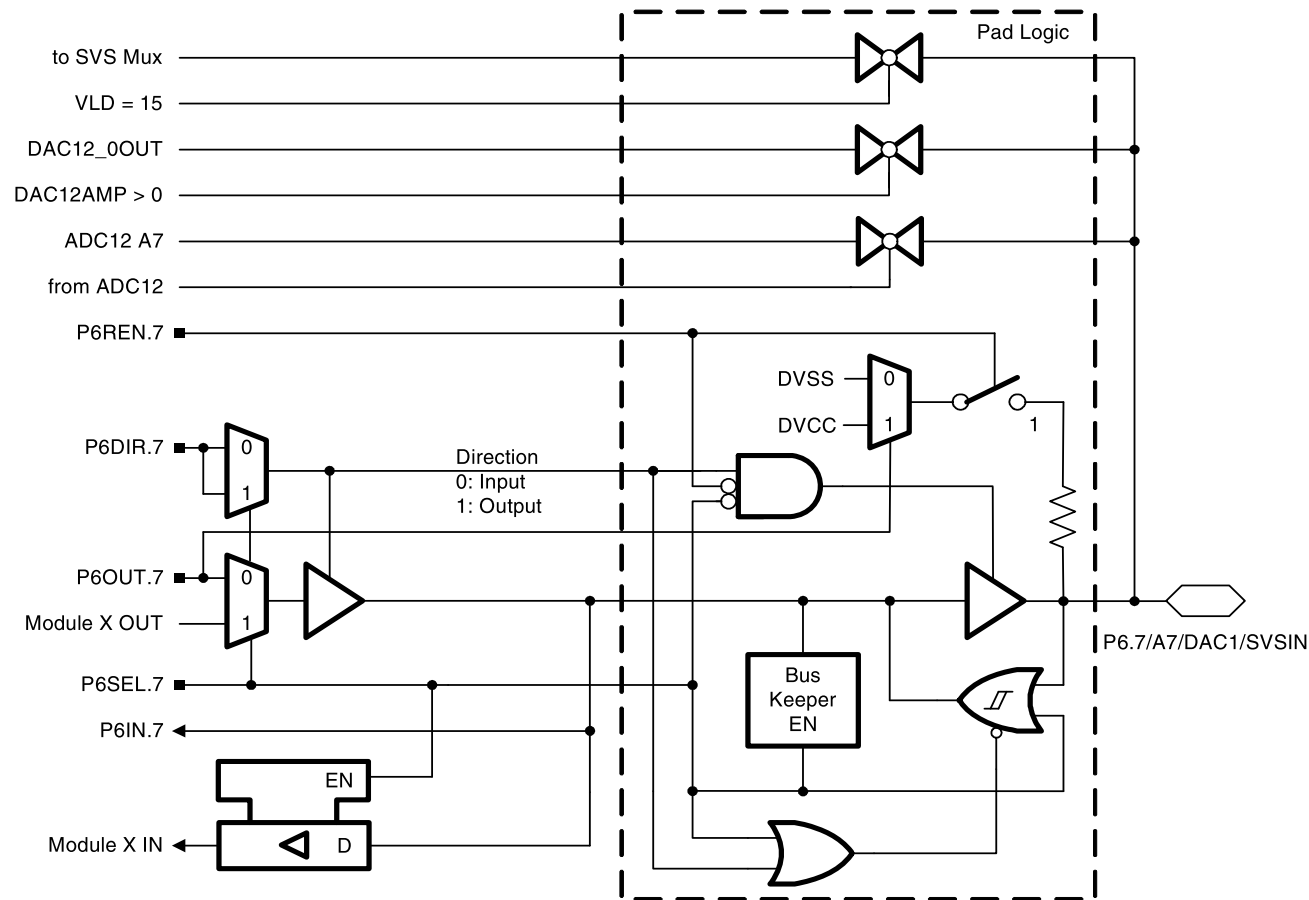 Pad Logic
to SVS Mux
VLD = 15
DAC12_0OUT
DAC12AMP > 0
ADC12 A7
from ADC12
P6REN.7
DVSS
0
DVCC
1
1
P6DIR.7
0
1
Direction
0: Input
1: Output
P6OUT.7
0
Module X OUT
1
P6.7/A7/DAC1/SVSIN
P6SEL.7
Bus
Keeper
EN
P6IN.7
EN
Module X IN
D